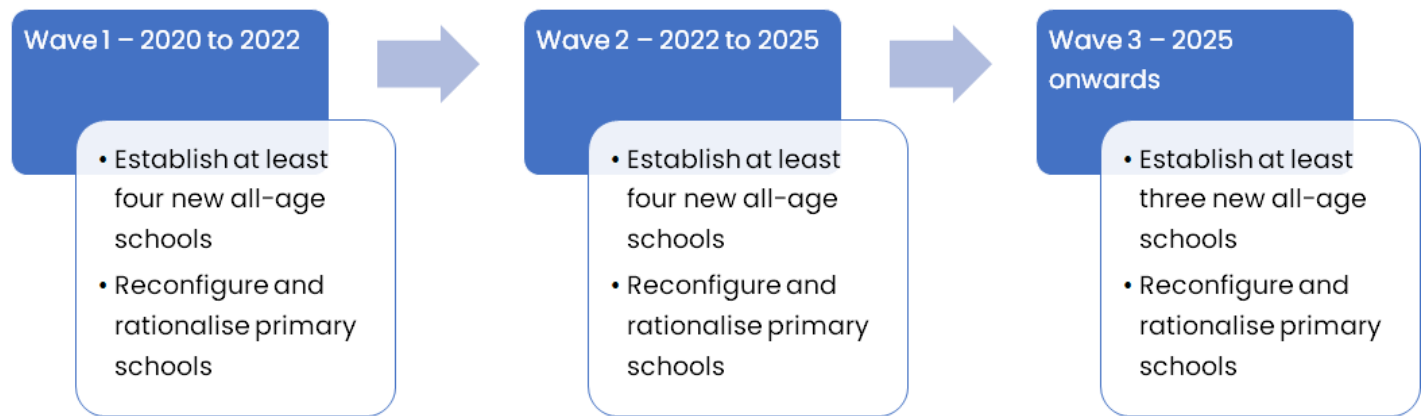 Wave 1 – 2020 to 2022
• Establish at least
four new all-age
schools
• Reconfigure and
rationalise primary
schools
Wave 2 – 2022 to 2025
• Establish at least
four new all-age
schools
• Reconfigure and
rationalise primary
schools
Wave 3 – 2025
onwards
• Establish at least
three new all-age
schools
• Reconfigure and
rationalise primary
schools